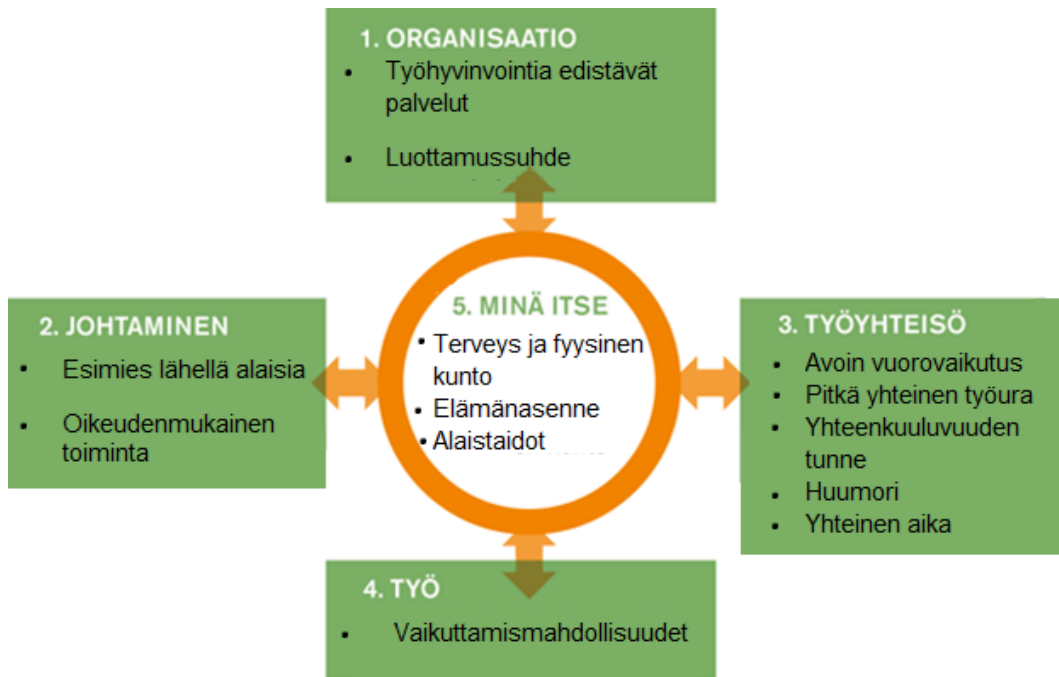 1. ORGANISAATIO
• Työhyvinvointia edistävät
palvelut
• Luottamussuhde
2. JOHTAMINEN
• Esimies lähellä alaisia
• Oikeudenmukainen
toiminta
5. MINÄ ITSE
• Terveys ja fyysinen
kunto
• Elämänasenne
• Alaistaidot
3. TYÖYHTEISÖ
• Avoin vuorovaikutus
• Pitkä yhteinen työura
• Yhteenkuuluvuuden
tunne
• Huumori
• Yhteinen aika
4. TYÖ
• Vaikuttamismahdollisuudet